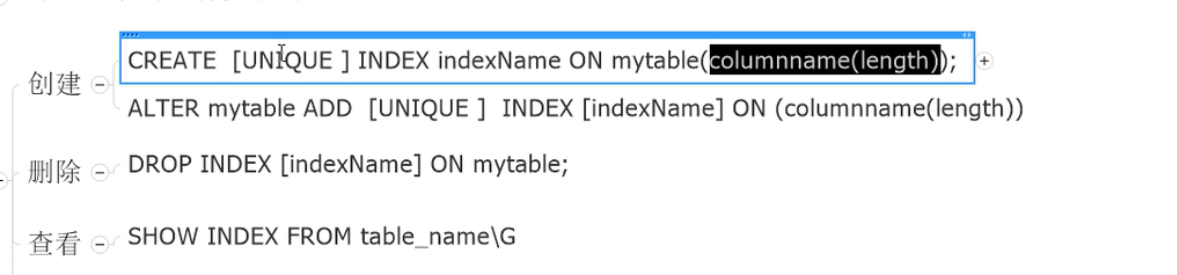 创建
CREATE  [UNIQUE ] INDEX indexName ON mytable(columnname(length));
ALTER mytable ADD  [UNIQUE ]  INDEX [indexName] ON (columnname(length))
删除
DROP INDEX [indexName] ON mytable;
查看
SHOW INDEX FROM table_name\G